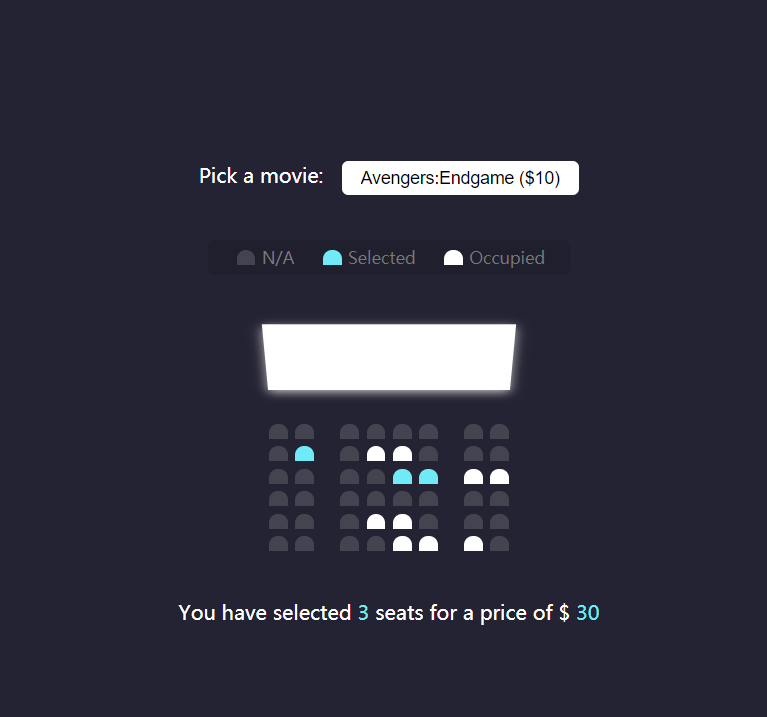 Pick a movie: Avengers:Endgame ($10)
N/A Selected Occupied
You have selected 3 seats for a price of $ 30